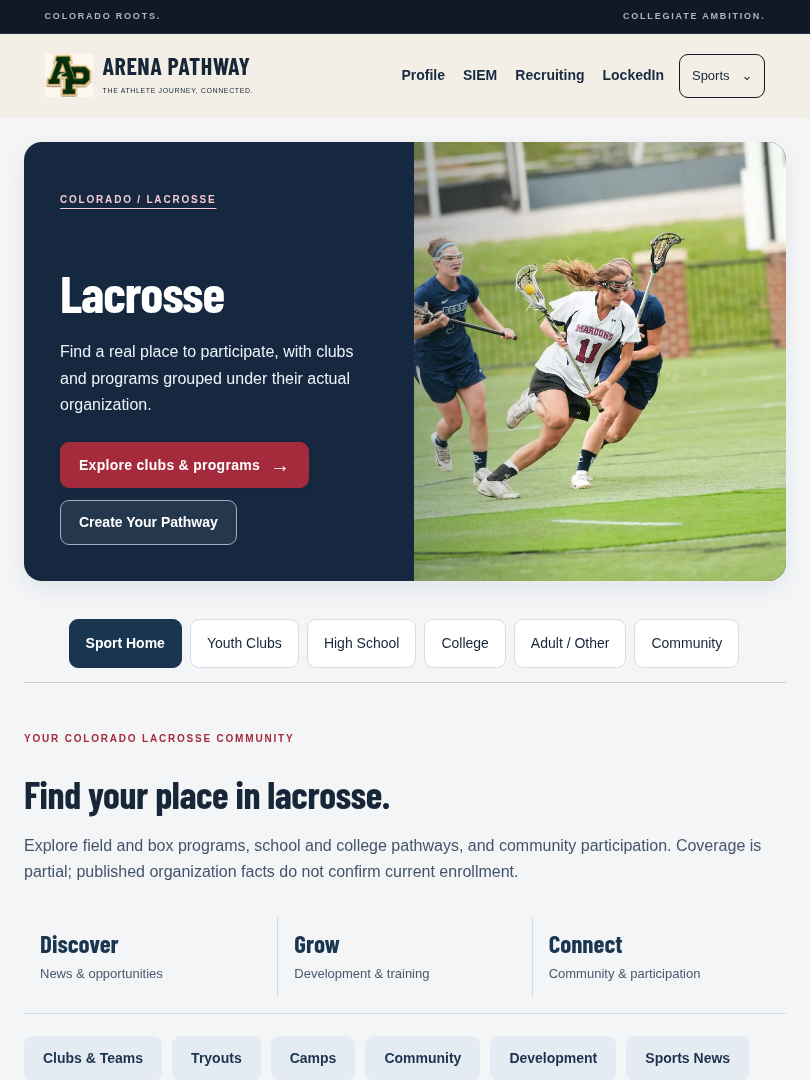 COLORADO ROOTS.
COLLEGIATE AMBITION.
AP
ARENA PATHWAY
THE ATHLETE JOURNEY, CONNECTED.
Profile
SIEM
Recruiting
LockedIn
Sports
COLORADO / LACROSSE
Lacrosse
Find a real place to participate, with clubs
and programs grouped under their actual
organization.
Explore clubs & programs →
Create Your Pathway
MAROONS
11
Sport Home
Youth Clubs
High School
College
Adult / Other
Community
YOUR COLORADO LACROSSE COMMUNITY
Find your place in lacrosse.
Explore field and box programs, school and college pathways, and community participation. Coverage is
partial; published organization facts do not confirm current enrollment.
Discover
News & opportunities
Grow
Development & training
Connect
Community & participation
Clubs & Teams
Tryouts
Camps
Community
Development
Sports News